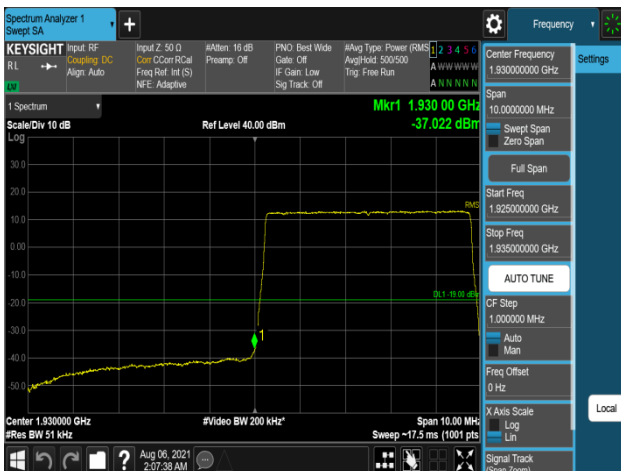 Spectrum Analyzer 1
Swept SA
Frequency
KEYSIGHT
RL
Input: RF
Coupling: DC
Align: Auto
Input Z: 50 Ω
Corr CCorr RCal
Freq Ref: Int (S)
NFE: Adaptive
#Atten: 16 dB
Preamp: Off
PNO: Best Wide
Gate: Off
IF Gain: Low
Sig Track: Off
#Avg Type: Power (RMS
Avg|Hold: 500/500
Trig: Free Run
1 2 3 4 5 6
A W W W W W
A N N N N N
Center Frequency
1.930000000 GHz
Settings
Span
10.0000000 MHz
Swept Span
Zero Span
Full Span
Start Freq
1.925000000 GHz
Stop Freq
1.935000000 GHz
AUTO TUNE
CF Step
1.000000 MHz
Auto
Man
Freq Offset
0 Hz
X Axis Scale
Log
Lin
Local
Signal Track
(Span Zoom)
1 Spectrum
Scale/Div 10 dB
Log
Ref Level 40.00 dBm
Mkr1 1.930 00 GHz
-37.022 dBm
30.0
20.0
10.0
0.00
-10.0
-20.0
-30.0
-40.0
-50.0
RMS
DL1 -19.00 dBm
1
Center 1.930000 GHz
#Res BW 51 kHz
#Video BW 200 kHz*
Span 10.00 MHz
Sweep ~17.5 ms (1001 pts
Aug 06, 2021
2:07:38 AM